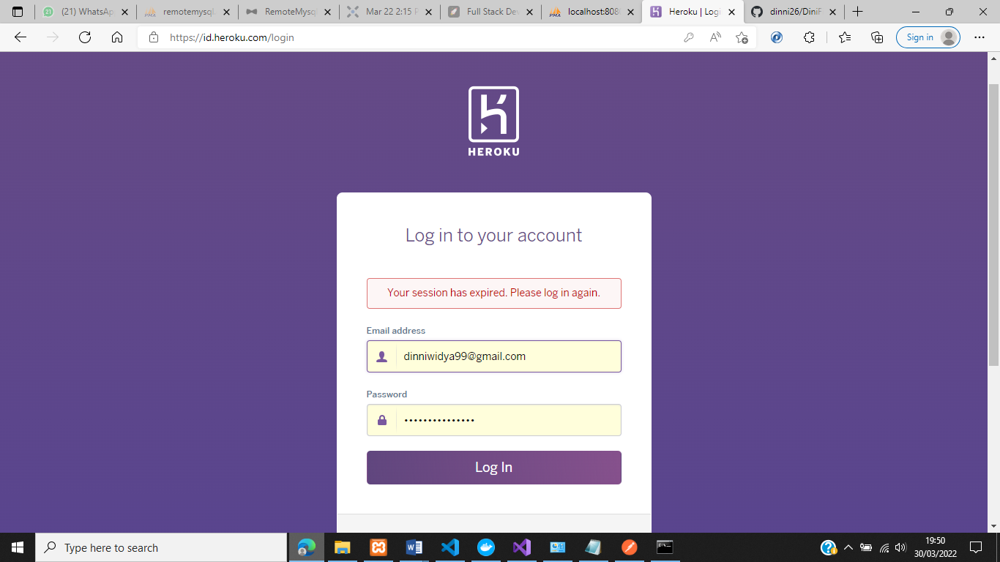 (21) WhatsAp
remotemysql
RemoteMysq
Mar 22 2:15 P
Full Stack Dev
localhost:808
Heroku | Logi
dinni26/DiniF
https://id.heroku.com/login
Sign in
HEROKU
Log in to your account
Your session has expired. Please log in again.
Email address
dinniwidya99@gmail.com
Password
Log In
Type here to search
19:50
30/03/2022